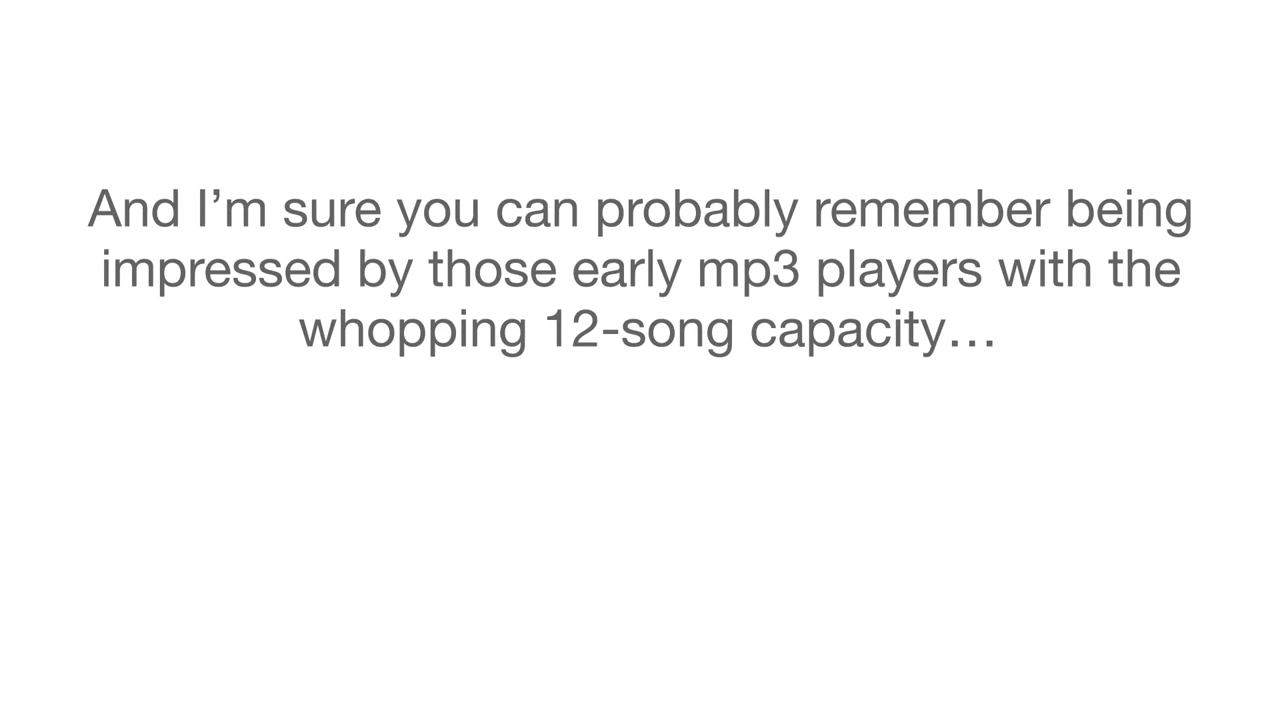 And I’m sure you can probably remember being
impressed by those early mp3 players with the
whopping 12-song capacity…